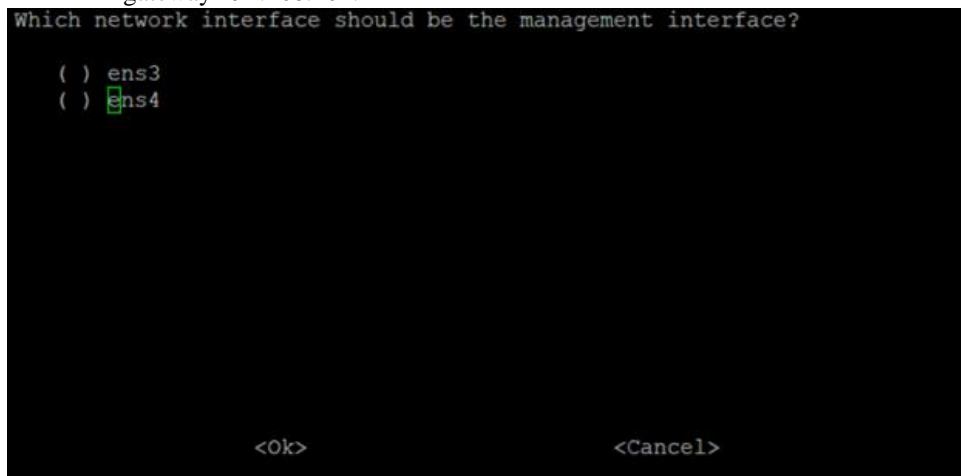 Which network interface should be the management interface?
( ) ens3
( ) ens4
<Ok> <Cancel>